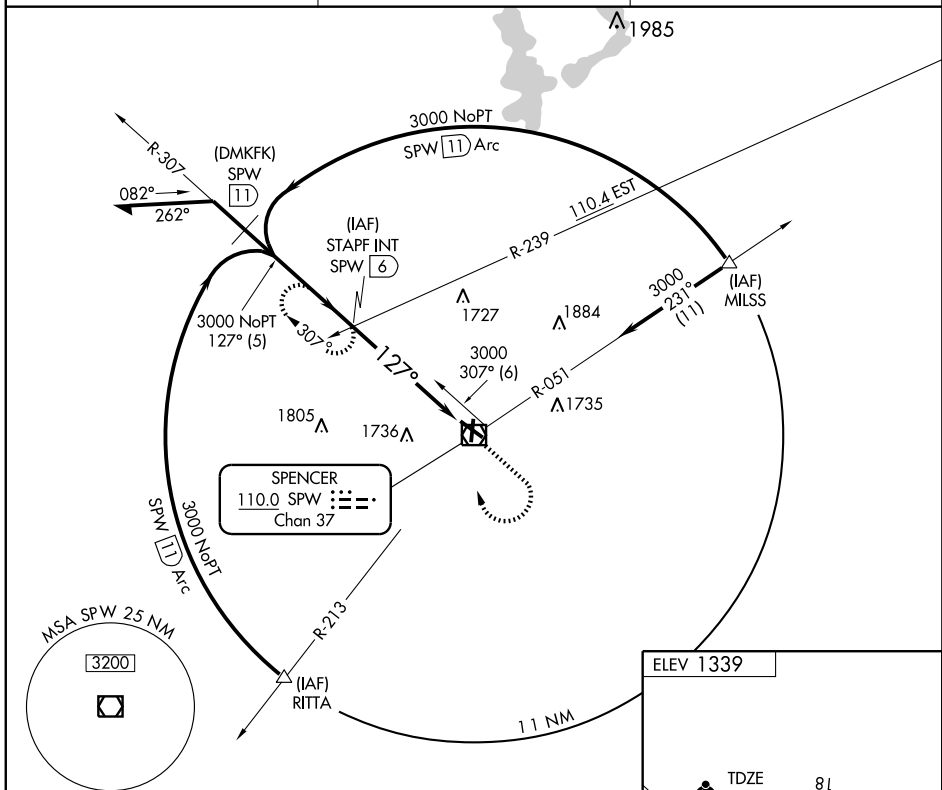 1985
3000 NoPT
SPW 11 Arc
R-307
(DMKFK)
SPW
11
082°
262°
110.4 EST
R-239
(IAF)
STAPF INT
SPW 6
(IAF)
MILSS
3000
231°
(11)
1727
1884
3000 NoPT
127° (5)
307°
127°
3000
307° (6)
R-051
1735
1805
1736
SPENCER
110.0 SPW
Chan 37
3000 NoPT
SPW 11 Arc
R-213
MSA SPW 25 NM
3200
(IAF)
RITTA
11 NM
ELEV 1339
TDZE
18